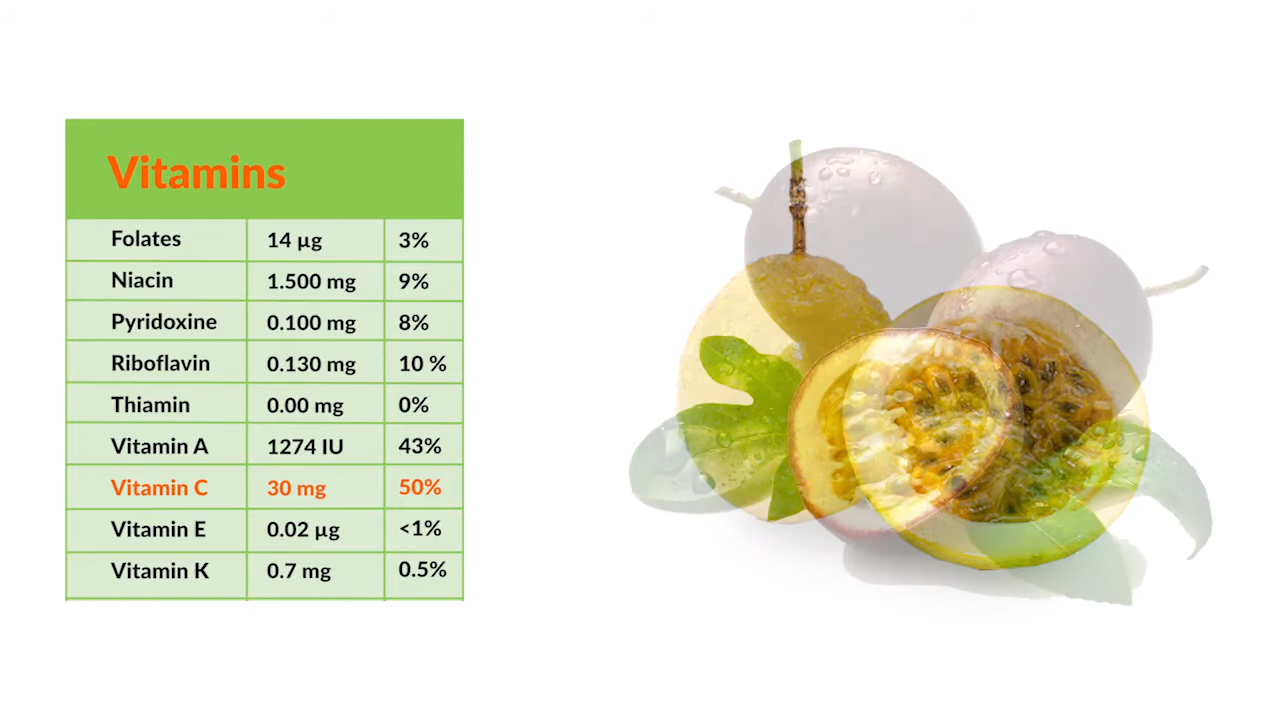 Vitamins
Folates 14 µg 3%
Niacin 1.500 mg 9%
Pyridoxine 0.100 mg 8%
Riboflavin 0.130 mg 10 %
Thiamin 0.00 mg 0%
Vitamin A 1274 IU 43%
Vitamin C 30 mg 50%
Vitamin E 0.02 µg <1%
Vitamin K 0.7 mg 0.5%